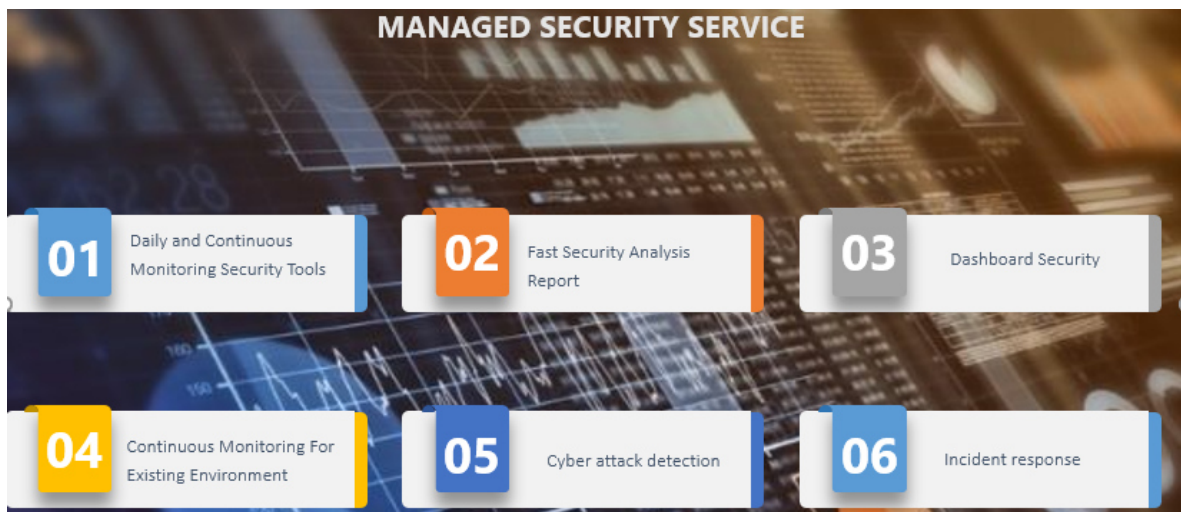 MANAGED SECURITY SERVICE
01
Daily and Continuous
Monitoring Security Tools
02
Fast Security Analysis
Report
03
Dashboard Security
04
Continuous Monitoring For
Existing Environment
05
Cyber attack detection
06
Incident response